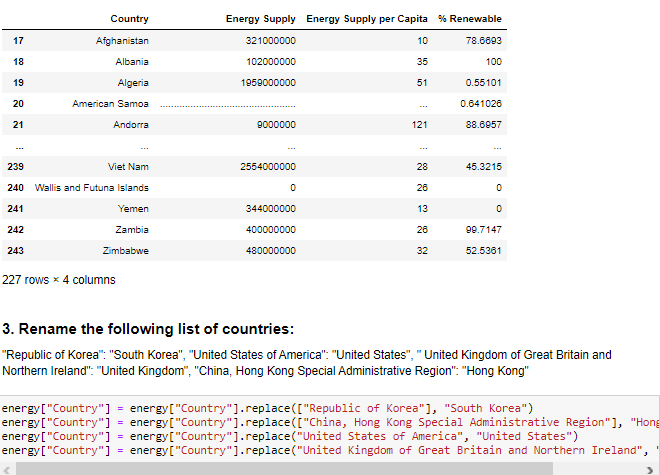 Country Energy Supply Energy Supply per Capita % Renewable
17 Afghanistan 321000000 10 78.6693
18 Albania 102000000 35 100
19 Algeria 1959000000 51 0.55101
20 American Samoa .................................................. ... 0.641026
21 Andorra 9000000 121 88.6957
... ... ... ... ...
239 Viet Nam 2554000000 28 45.3215
240 Wallis and Futuna Islands 0 26 0
241 Yemen 344000000 13 0
242 Zambia 400000000 26 99.7147
243 Zimbabwe 480000000 32 52.5361
227 rows × 4 columns
3. Rename the following list of countries:
"Republic of Korea": "South Korea", "United States of America": "United States", " United Kingdom of Great Britain and
Northern Ireland": "United Kingdom", "China, Hong Kong Special Administrative Region": "Hong Kong"
energy["Country"] = energy["Country"].replace(["Republic of Korea"], "South Korea")
energy["Country"] = energy["Country"].replace(["China, Hong Kong Special Administrative Region"], "Hong
energy["Country"] = energy["Country"].replace("United States of America", "United States")
energy["Country"] = energy["Country"].replace("United Kingdom of Great Britain and Northern Ireland", "